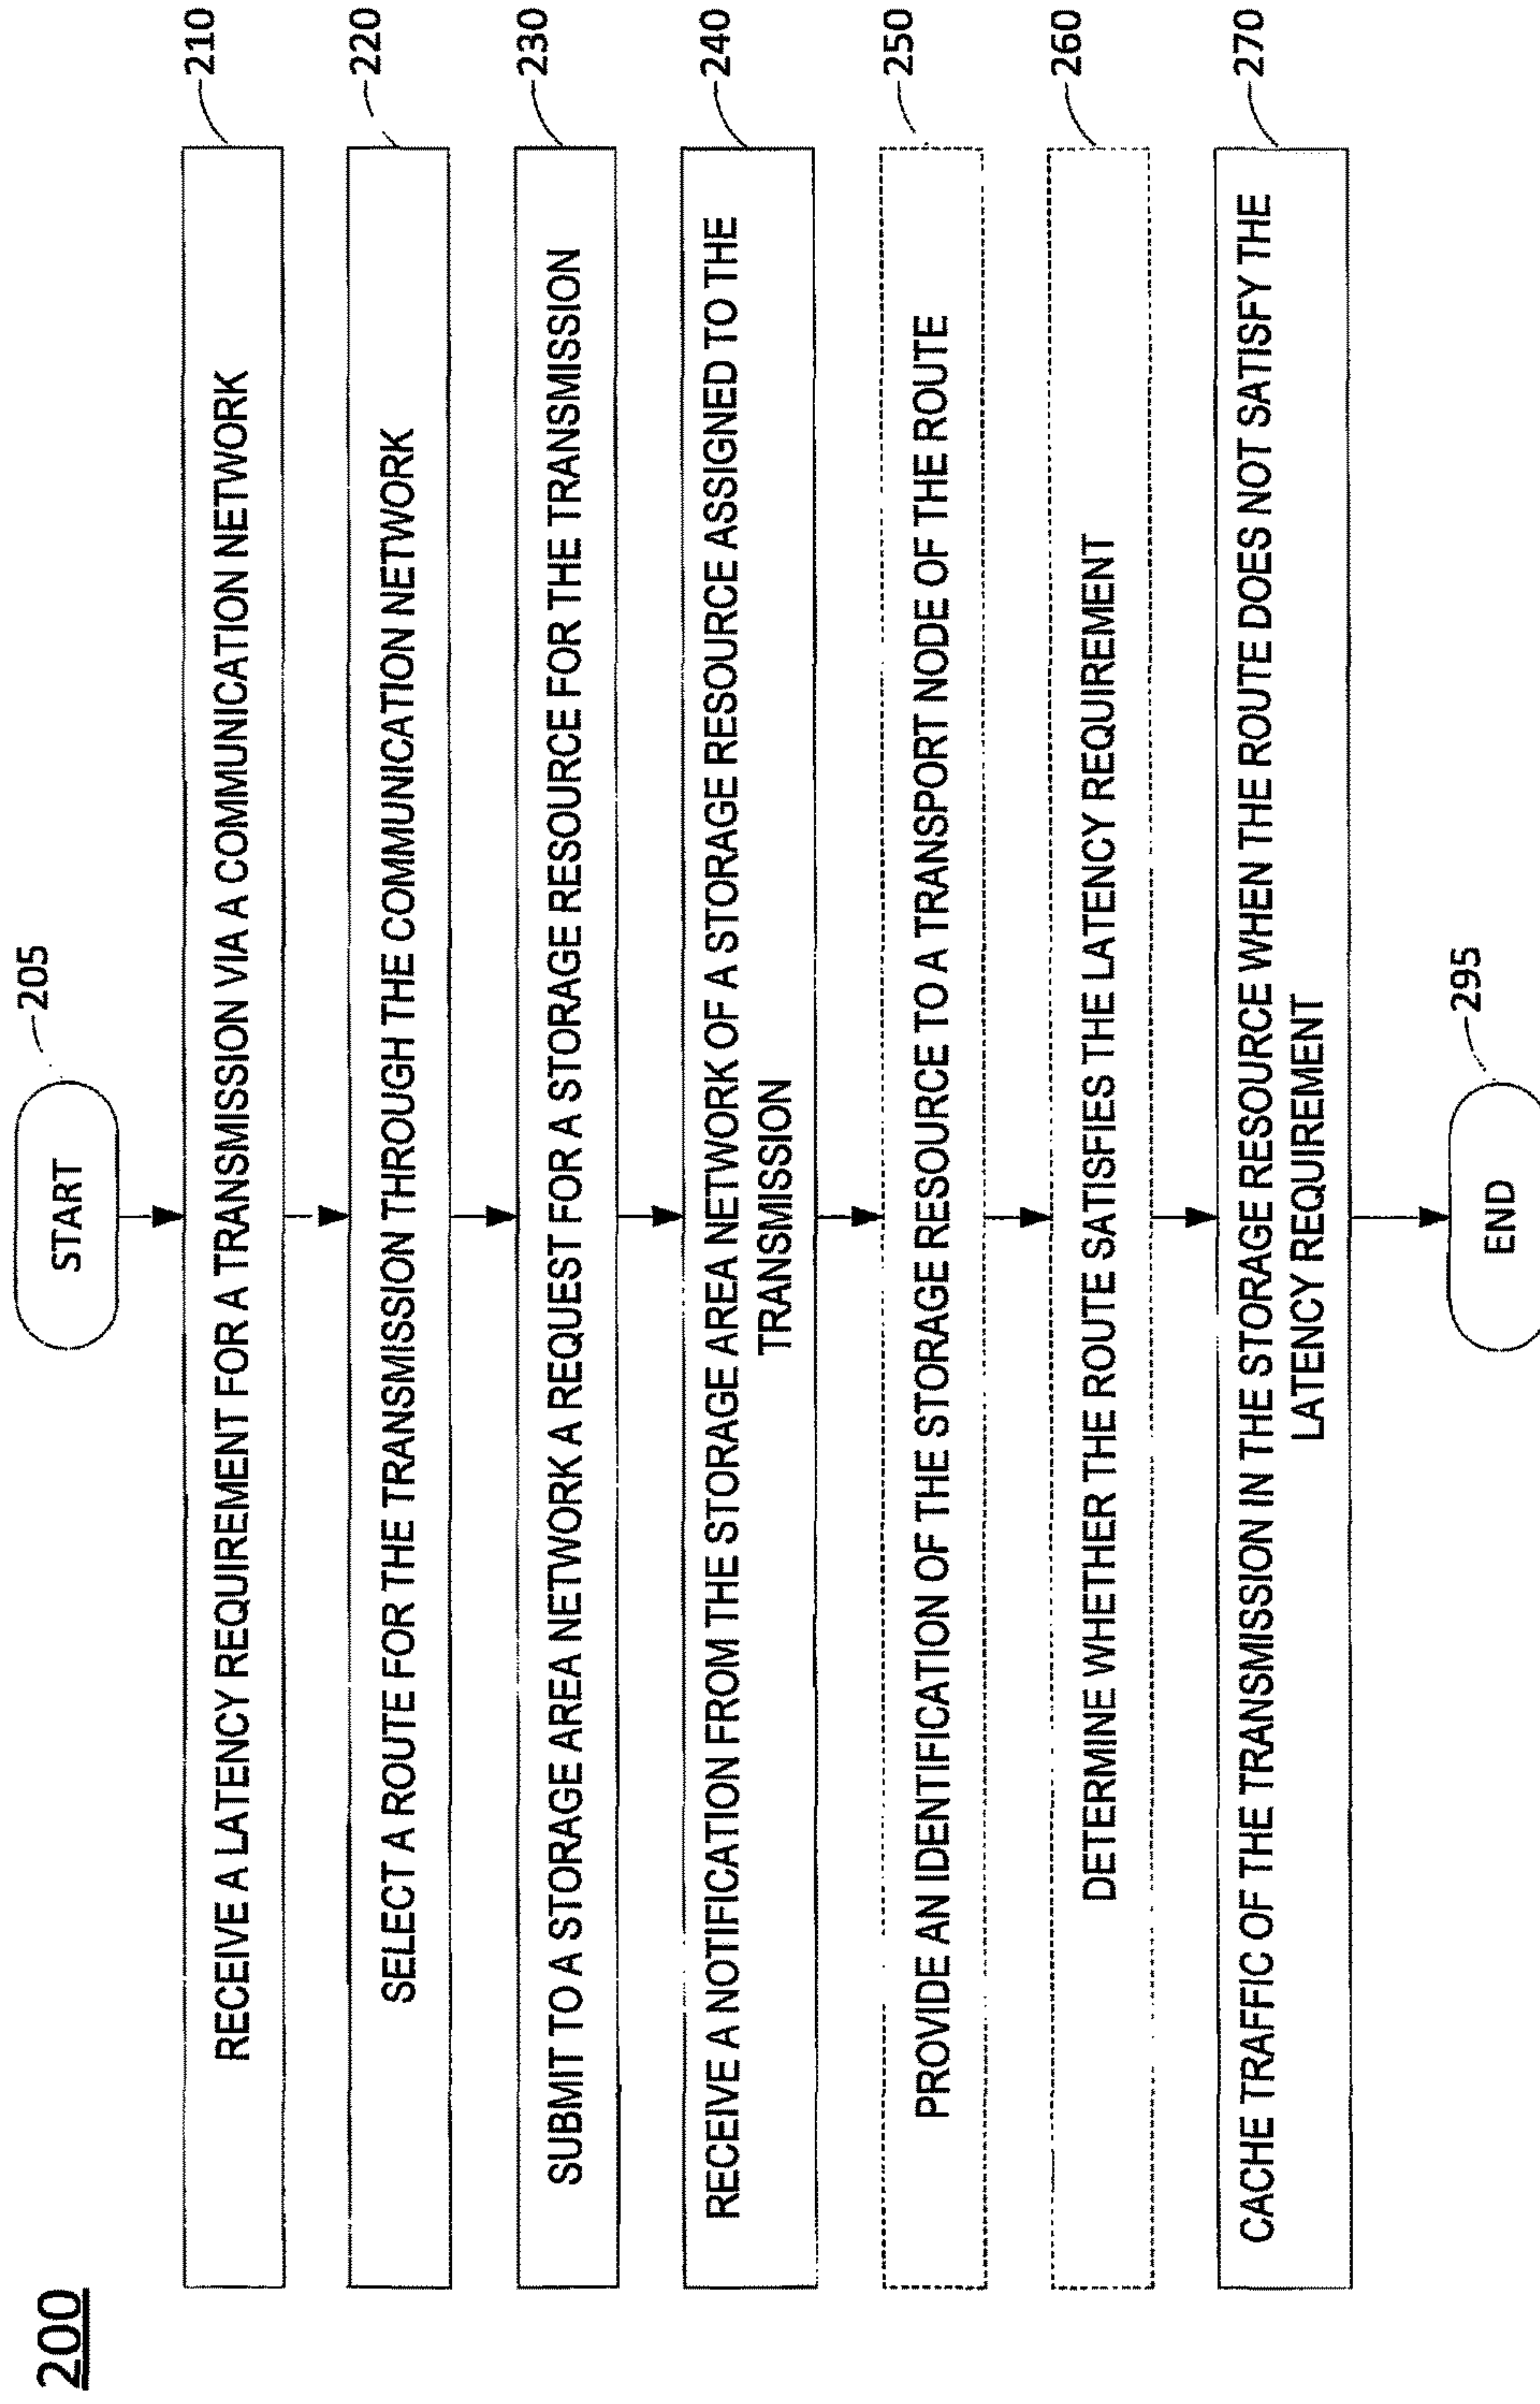 200
START
205
RECEIVE A LATENCY REQUIREMENT FOR A TRANSMISSION VIA A COMMUNICATION NETWORK
210
SELECT A ROUTE FOR THE TRANSMISSION THROUGH THE COMMUNICATION NETWORK
220
SUBMIT TO A STORAGE AREA NETWORK A REQUEST FOR A STORAGE RESOURCE FOR THE TRANSMISSION
230
RECEIVE A NOTIFICATION FROM THE STORAGE AREA NETWORK OF A STORAGE RESOURCE ASSIGNED TO THE
TRANSMISSION
240
PROVIDE AN IDENTIFICATION OF THE STORAGE RESOURCE TO A TRANSPORT NODE OF THE ROUTE
250
DETERMINE WHETHER THE ROUTE SATISFIES THE LATENCY REQUIREMENT
260
CACHE TRAFFIC OF THE TRANSMISSION IN THE STORAGE RESOURCE WHEN THE ROUTE DOES NOT SATISFY THE
LATENCY REQUIREMENT
270
END
295